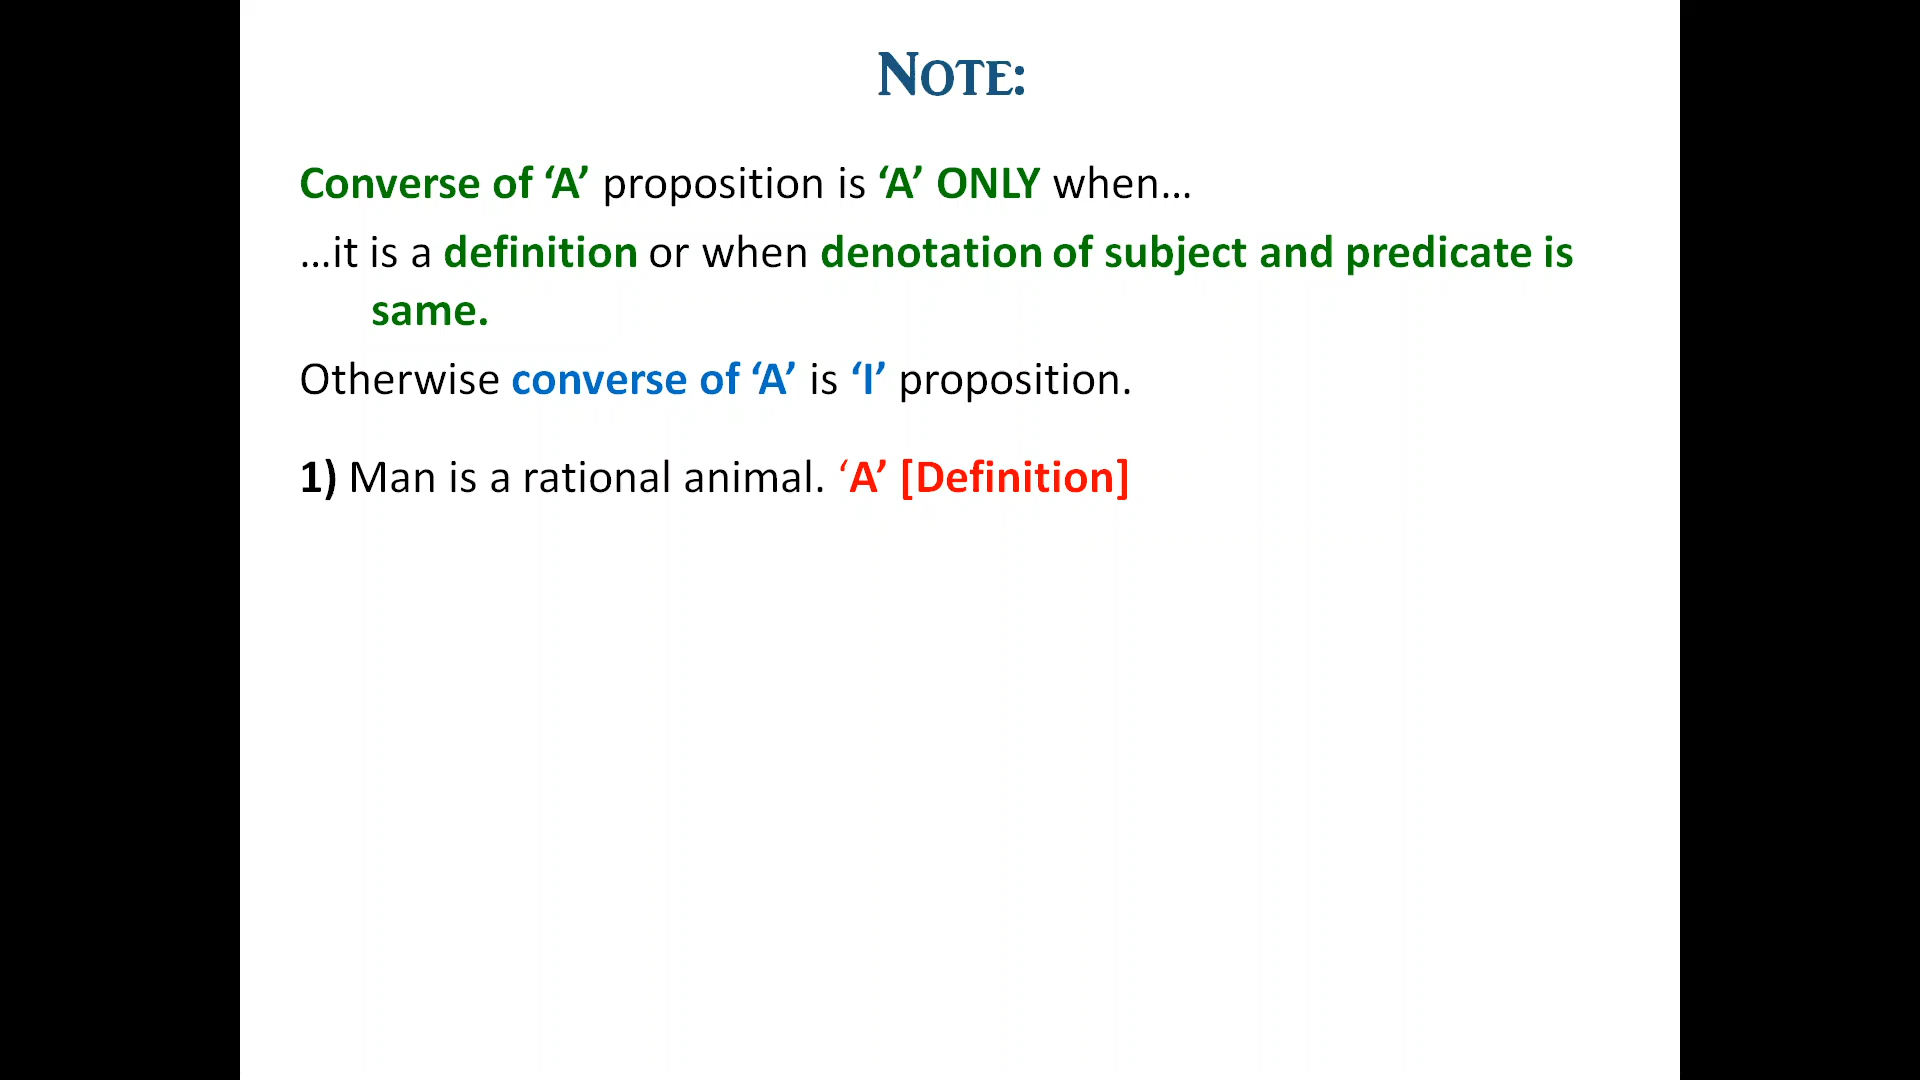 NOTE:
Converse of ‘A’ proposition is ‘A’ ONLY when…
…it is a definition or when denotation of subject and predicate is
same.
Otherwise converse of ‘A’ is ‘I’ proposition.
1) Man is a rational animal. ‘A’ [Definition]